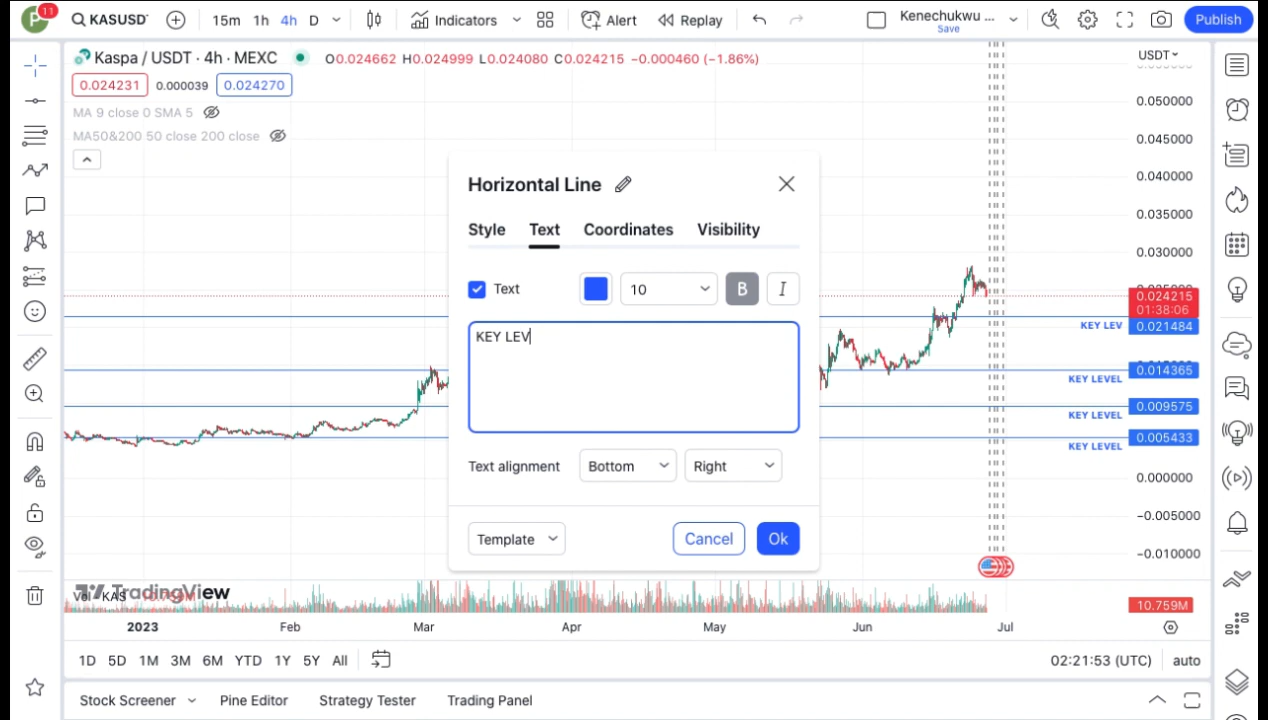 P 11 KASUSDT 15m 1h 4h D Indicators Alert Replay Kenechukwu ... Save Publish
Kaspa / USDT · 4h · MEXC O0.024662 H0.024999 L0.024080 C0.024215 −0.000460 (−1.86%)
USDT
0.024231 0.000039 0.024270
MA 9 close 0 SMA 5
MA50&200 50 close 200 close
0.050000
0.045000
0.040000
0.035000
0.030000
0.024215
01:38:06
KEY LEV 0.021484
0.014365
KEY LEVEL
0.009575
KEY LEVEL
0.005433
KEY LEVEL
0.000000
−0.005000
−0.010000
Horizontal Line
Style Text Coordinates Visibility
Text 10 B I
KEY LEV
Text alignment Bottom Right
Template Cancel Ok
TradingView
Vol · KAS 10.759M
10.759M
2023 Feb Mar Apr May Jun Jul
1D 5D 1M 3M 6M YTD 1Y 5Y All 02:21:53 (UTC) auto
Stock Screener Pine Editor Strategy Tester Trading Panel